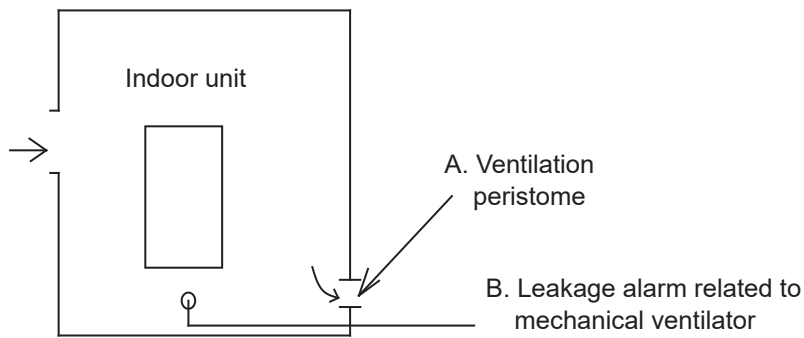 Indoor unit
A. Ventilation
peristome
B. Leakage alarm related to
mechanical ventilator